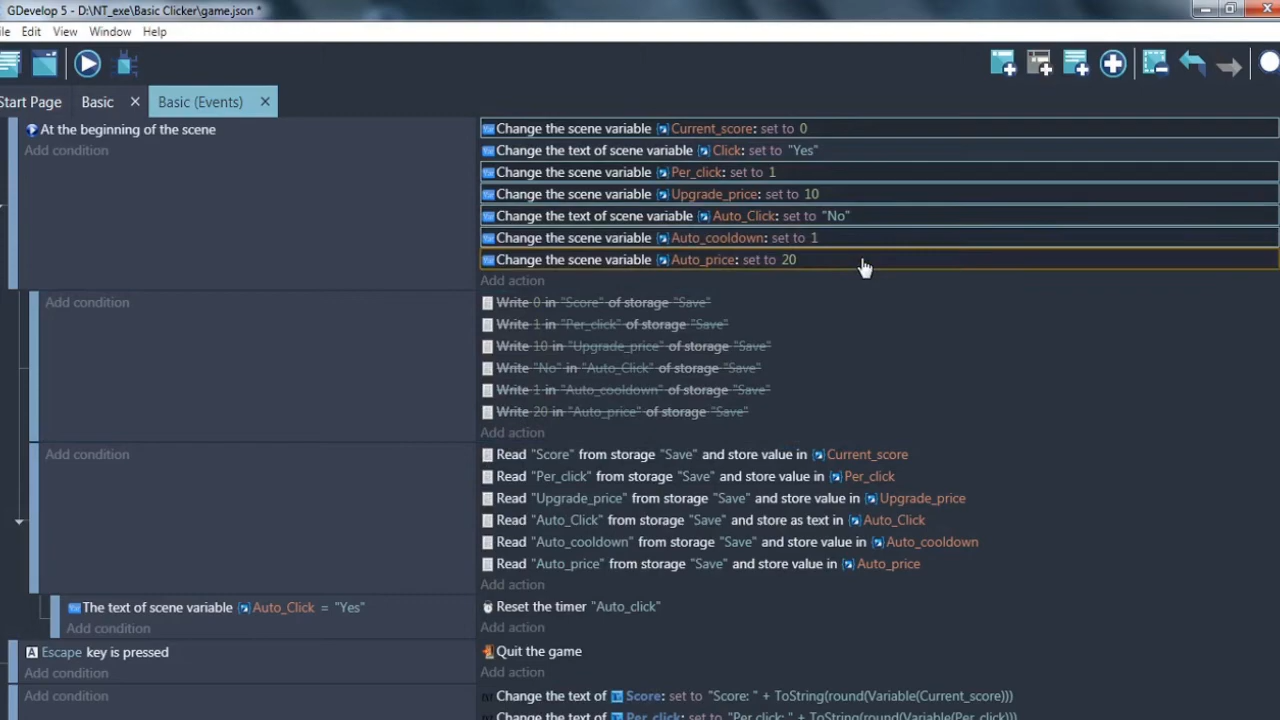 GDevelop 5 - D:\NT_exe\Basic Clicker\game.json *
ile Edit View Window Help
Start Page Basic × Basic (Events) ×
At the beginning of the scene
Add condition
Change the scene variable Current_score: set to 0
Change the text of scene variable Click: set to "Yes"
Change the scene variable Per_click: set to 1
Change the scene variable Upgrade_price: set to 10
Change the text of scene variable Auto_Click: set to "No"
Change the scene variable Auto_cooldown: set to 1
Change the scene variable Auto_price: set to 20
Add action
Add condition
Write 0 in "Score" of storage "Save"
Write 1 in "Per_click" of storage "Save"
Write 10 in "Upgrade_price" of storage "Save"
Write "No" in "Auto_Click" of storage "Save"
Write 1 in "Auto_cooldown" of storage "Save"
Write 20 in "Auto_price" of storage "Save"
Add action
Add condition
Read "Score" from storage "Save" and store value in Current_score
Read "Per_click" from storage "Save" and store value in Per_click
Read "Upgrade_price" from storage "Save" and store value in Upgrade_price
Read "Auto_Click" from storage "Save" and store as text in Auto_Click
Read "Auto_cooldown" from storage "Save" and store value in Auto_cooldown
Read "Auto_price" from storage "Save" and store value in Auto_price
Add action
The text of scene variable Auto_Click = "Yes"
Add condition
Reset the timer "Auto_click"
Add action
Escape key is pressed
Add condition
Quit the game
Add action
Add condition
Change the text of Score: set to "Score: " + ToString(round(Variable(Current_score)))
Change the text of Per_click: set to "Per click: " + ToString(round(Variable(Per_click)))